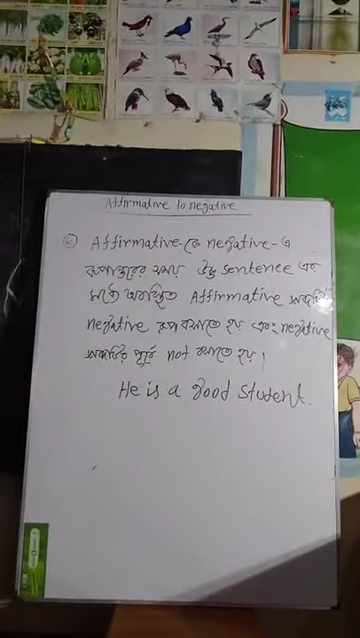 Affirmative to negative
Affirmative-কে negative-এ
রূপান্তরের সময় উক্ত sentence এর
মধ্যে অবস্থিত Affirmative শব্দটির
negative রূপ বসাতে হয় এবং negative
শব্দটির পূর্বে not বসাতে হয়।
He is a good student.